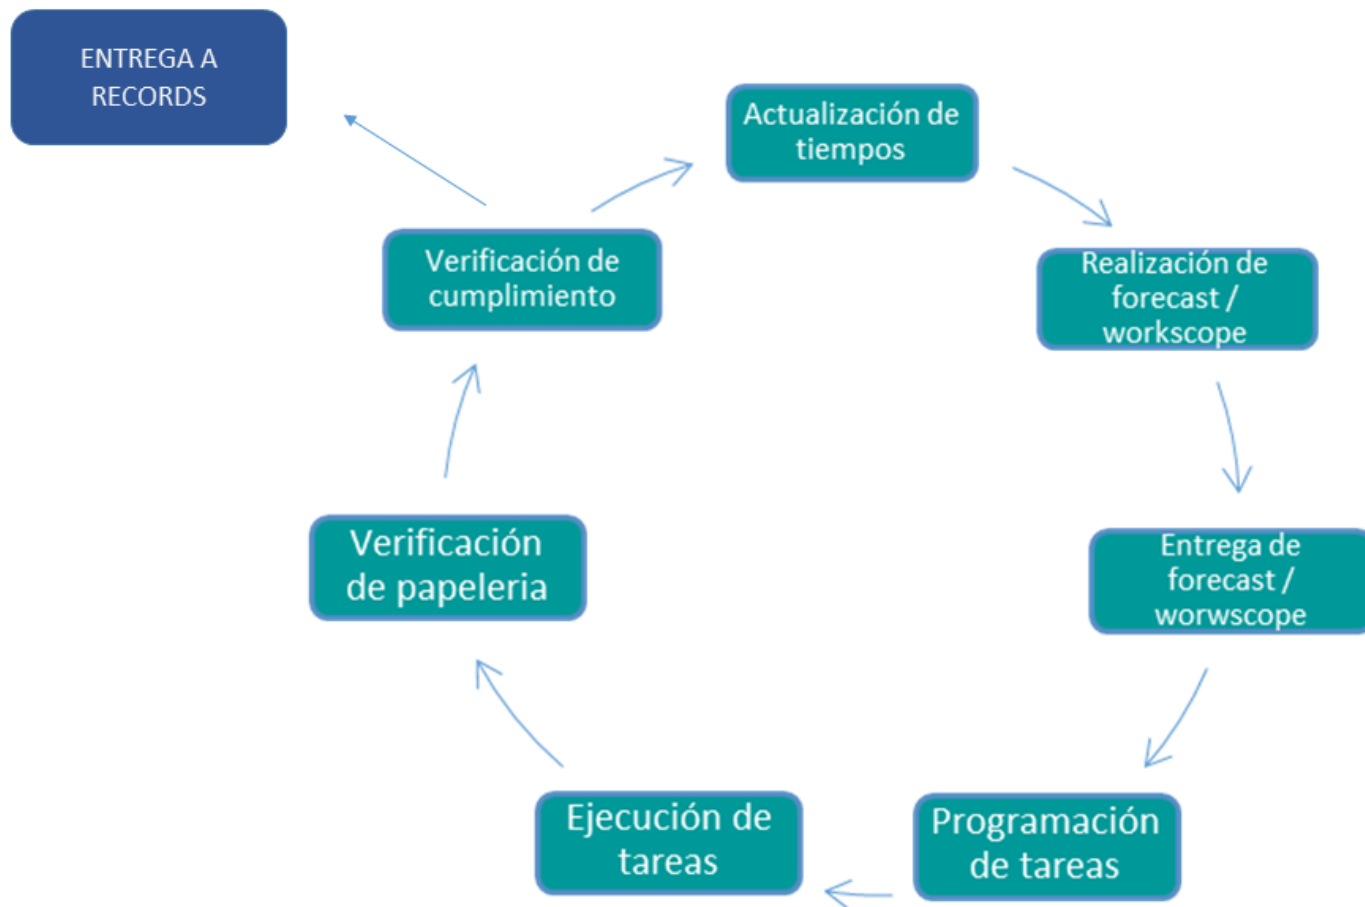 ENTREGA A
RECORDS
Actualización de
tiempos
Realización de
forecast /
workscope
Entrega de
forecast /
worwscope
Programación
de tareas
Ejecución de
tareas
Verificación
de papeleria
Verificación de
cumplimiento